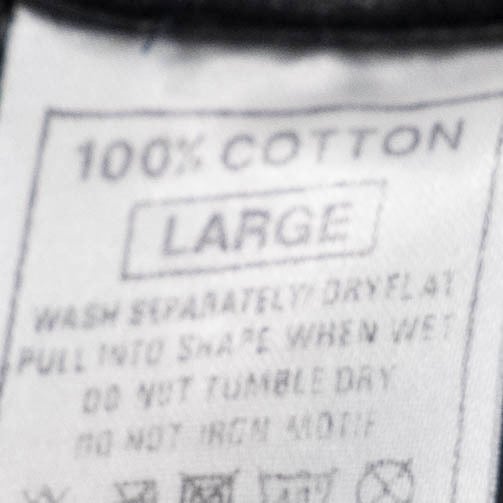 100% COTTON
LARGE
WASH SEPARATELY/DRY FLAT
PULL INTO SHAPE WHEN WET
DO NOT TUMBLE DRY
DO NOT IRON MOTIF